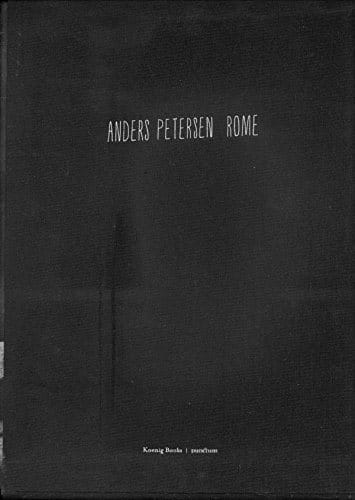 ANDERS PETERSEN ROME
Koenig Books | punctum